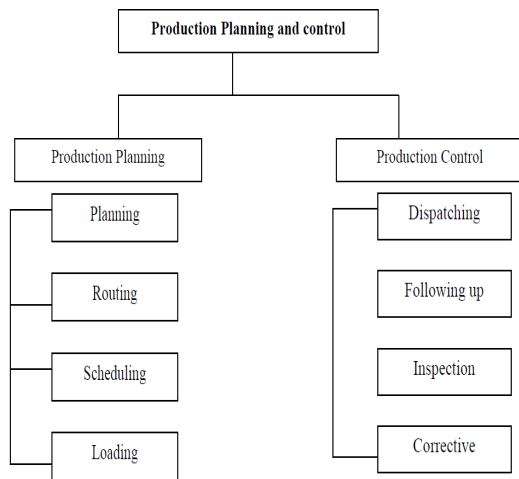 Production Planning and control
Production Planning
Production Control
Planning
Routing
Scheduling
Loading
Dispatching
Following up
Inspection
Corrective